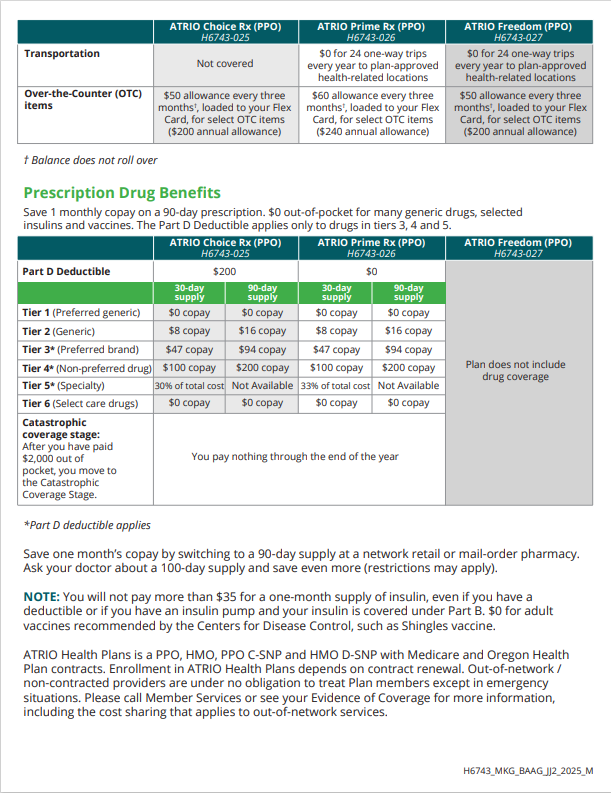 ATRIO Choice Rx (PPO) ATRIO Prime Rx (PPO) ATRIO Freedom (PPO)
H6743-025 H6743-026 H6743-027
Transportation
Not covered
$0 for 24 one-way trips
every year to plan-approved
health-related locations
$0 for 24 one-way trips
every year to plan-approved
health-related locations
Over-the-Counter (OTC)
items
$50 allowance every three
months†, loaded to your Flex
Card, for select OTC items
($200 annual allowance)
$60 allowance every three
months†, loaded to your Flex
Card, for select OTC items
($240 annual allowance)
$50 allowance every three
months†, loaded to your Flex
Card, for select OTC items
($200 annual allowance)
† Balance does not roll over
Prescription Drug Benefits
Save 1 monthly copay on a 90-day prescription. $0 out-of-pocket for many generic drugs, selected
insulins and vaccines. The Part D Deductible applies only to drugs in tiers 3, 4 and 5.
ATRIO Choice Rx (PPO) ATRIO Prime Rx (PPO) ATRIO Freedom (PPO)
H6743-025 H6743-026 H6743-027
Part D Deductible $200 $0
30-day 90-day 30-day 90-day
supply supply supply supply
Tier 1 (Preferred generic) $0 copay $0 copay $0 copay $0 copay
Tier 2 (Generic) $8 copay $16 copay $8 copay $16 copay
Tier 3* (Preferred brand) $47 copay $94 copay $47 copay $94 copay
Tier 4* (Non-preferred drug) $100 copay $200 copay $100 copay $200 copay
Tier 5* (Specialty) 30% of total cost Not Available 33% of total cost Not Available
Tier 6 (Select care drugs) $0 copay $0 copay $0 copay $0 copay
Plan does not include
drug coverage
Catastrophic
coverage stage:
After you have paid
$2,000 out of
pocket, you move to
the Catastrophic
Coverage Stage.
You pay nothing through the end of the year
*Part D deductible applies
Save one month's copay by switching to a 90-day supply at a network retail or mail-order pharmacy.
Ask your doctor about a 100-day supply and save even more (restrictions may apply).
NOTE: You will not pay more than $35 for a one-month supply of insulin, even if you have a
deductible or if you have an insulin pump and your insulin is covered under Part B. $0 for adult
vaccines recommended by the Centers for Disease Control, such as Shingles vaccine.
ATRIO Health Plans is a PPO, HMO, PPO C-SNP and HMO D-SNP with Medicare and Oregon Health
Plan contracts. Enrollment in ATRIO Health Plans depends on contract renewal. Out-of-network /
non-contracted providers are under no obligation to treat Plan members except in emergency
situations. Please call Member Services or see your Evidence of Coverage for more information,
including the cost sharing that applies to out-of-network services.
H6743_MKG_BAAG_JJ2_2025_M